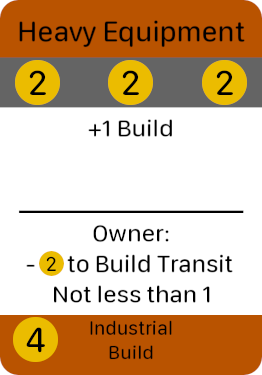 Heavy Equipment
2 2 2
+1 Build
Owner:
- 2 to Build Transit
Not less than 1
4
Industrial
Build